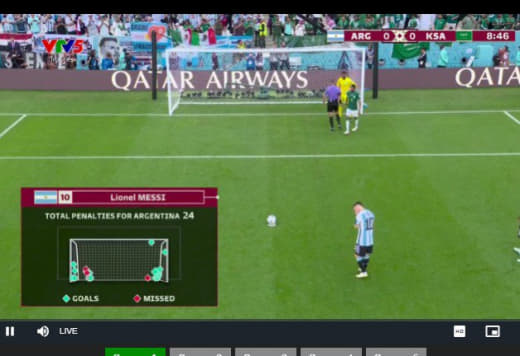 VTV5
ARG 0 0 KSA 8:46
QATAR AIRWAYS QATAR
10 Lionel MESSI
TOTAL PENALTIES FOR ARGENTINA 24
GOALS MISSED
LIVE
HD